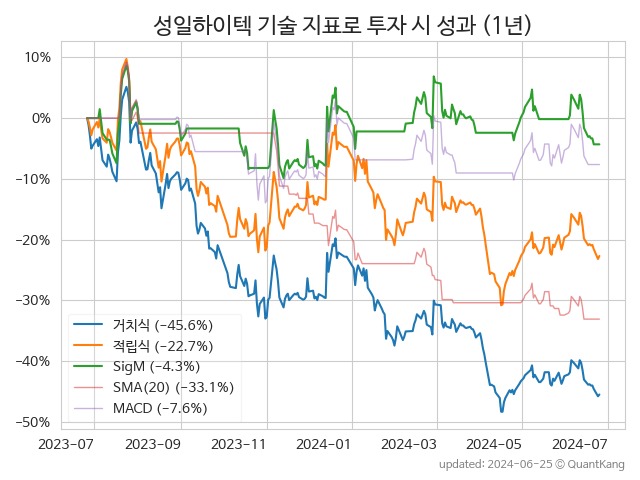 성일하이텍 기술 지표로 투자 시 성과 (1년)
10%
0%
−10%
−20%
−30%
−40%
−50%
거치식 (−45.6%)
적립식 (−22.7%)
SigM (−4.3%)
SMA(20) (−33.1%)
MACD (−7.6%)
2023-07 2023-09 2023-11 2024-01 2024-03 2024-05 2024-07
updated: 2024-06-25 © QuantKang